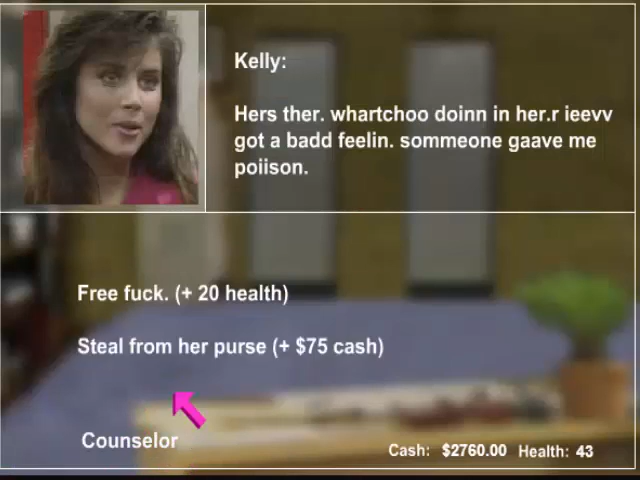 Kelly:
Hers ther. whartchoo doinn in her.r ieevv
got a badd feelin. sommeone gaave me
poiison.
Free fuck. (+ 20 health)
Steal from her purse (+ $75 cash)
Counselor
Cash: $2760.00 Health: 43